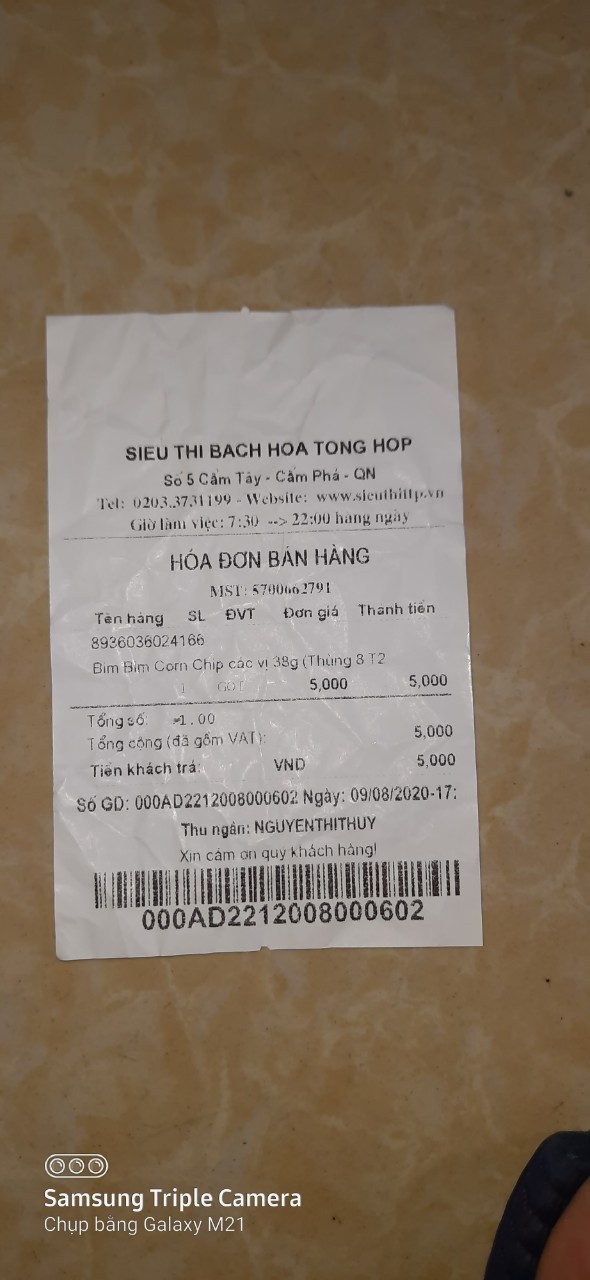 SIEU THI BACH HOA TONG HOP
Số 5 Cẩm Tây - Cẩm Phả - QN
Tel: 0203.3731199 - Website: www.sieuthittp.vn
Giờ làm việc: 7:30 --> 22:00 hàng ngày
HÓA ĐƠN BÁN HÀNG
MST: 5700662791
Tên hàng SL ĐVT Đơn giá Thành tiền
8936036024166
Bim Bim Corn Chip các vị 38g (Thùng 8 T2
1 GÓI 5,000 5,000
Tổng số 1.00
Tổng cộng (đã gồm VAT): 5,000
Tiền khách trả: VND 5,000
Số GD: 000AD2212008000602 Ngày: 09/08/2020-17:
Thu ngân: NGUYENTHITHUY
Xin cám ơn quy khách hàng!
000AD2212008000602
Samsung Triple Camera
Chụp bằng Galaxy M21